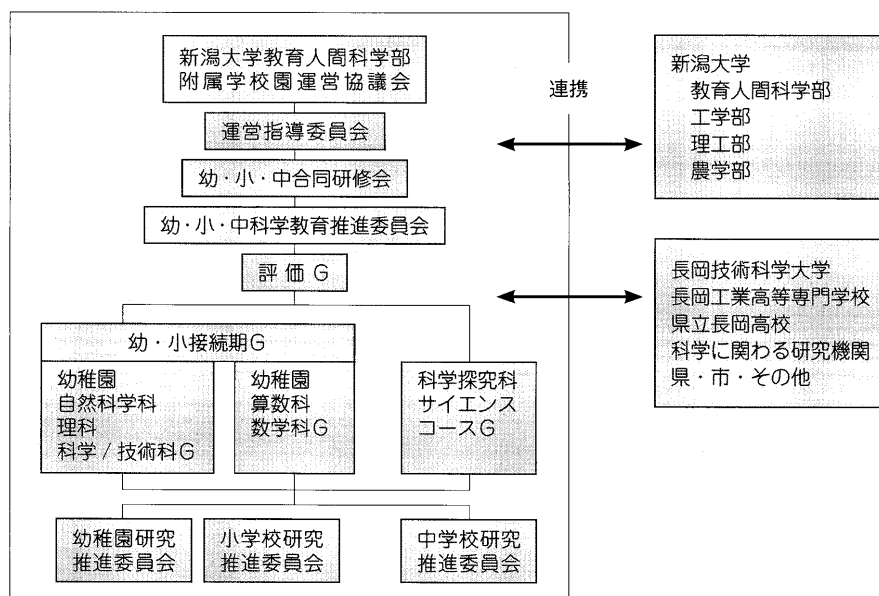 新潟大学教育人間科学部
附属学校園運営協議会
運営指導委員会
幼・小・中合同研修会
幼・小・中科学教育推進委員会
評価G
幼・小接続期G
幼稚園
自然科学科
理科
科学/技術科G
幼稚園
算数科
数学科G
科学探究科
サイエンス
コースG
幼稚園研究
推進委員会
小学校研究
推進委員会
中学校研究
推進委員会
連携
新潟大学
教育人間科学部
工学部
理工部
農学部
長岡技術科学大学
長岡工業高等専門学校
県立長岡高校
科学に関わる研究機関
県・市・その他